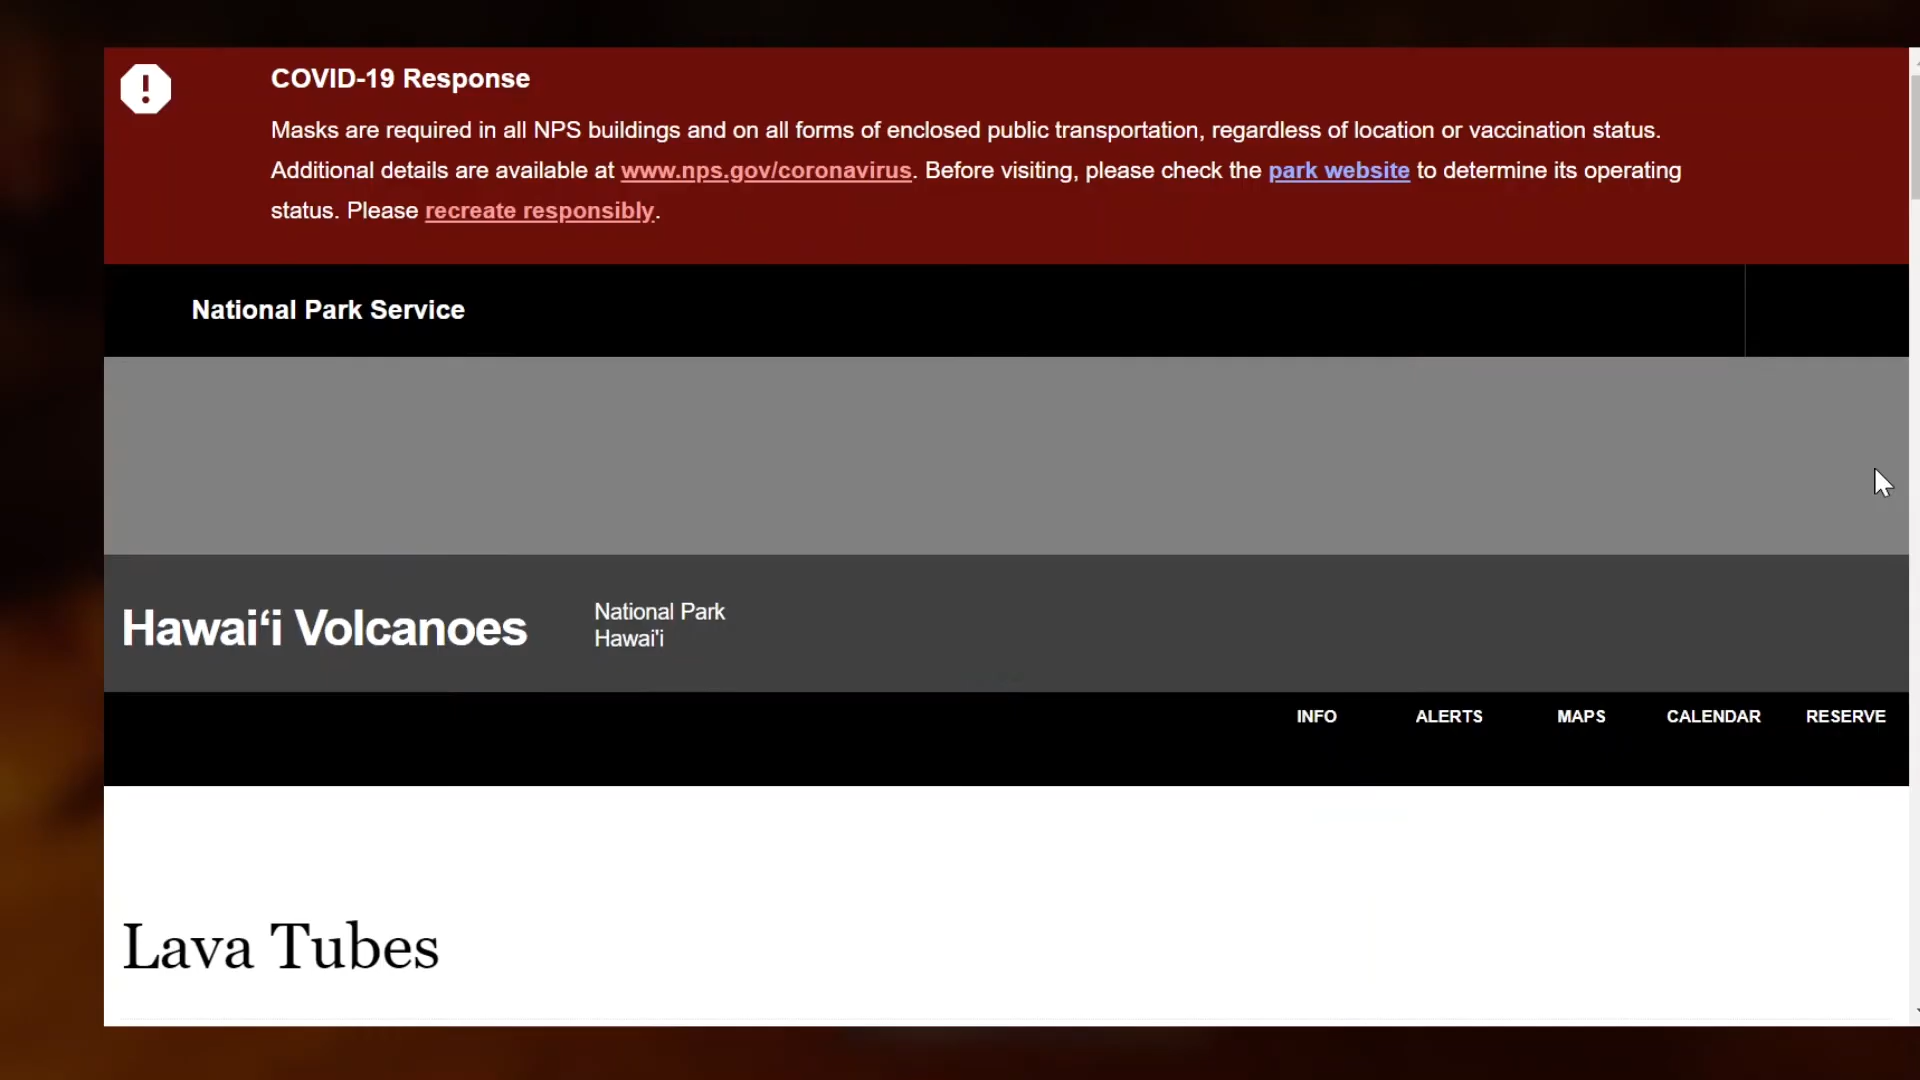 COVID-19 Response
Masks are required in all NPS buildings and on all forms of enclosed public transportation, regardless of location or vaccination status.
Additional details are available at www.nps.gov/coronavirus. Before visiting, please check the park website to determine its operating
status. Please recreate responsibly.
National Park Service
Hawaiʻi Volcanoes
National Park
Hawai'i
INFO ALERTS MAPS CALENDAR RESERVE
Lava Tubes